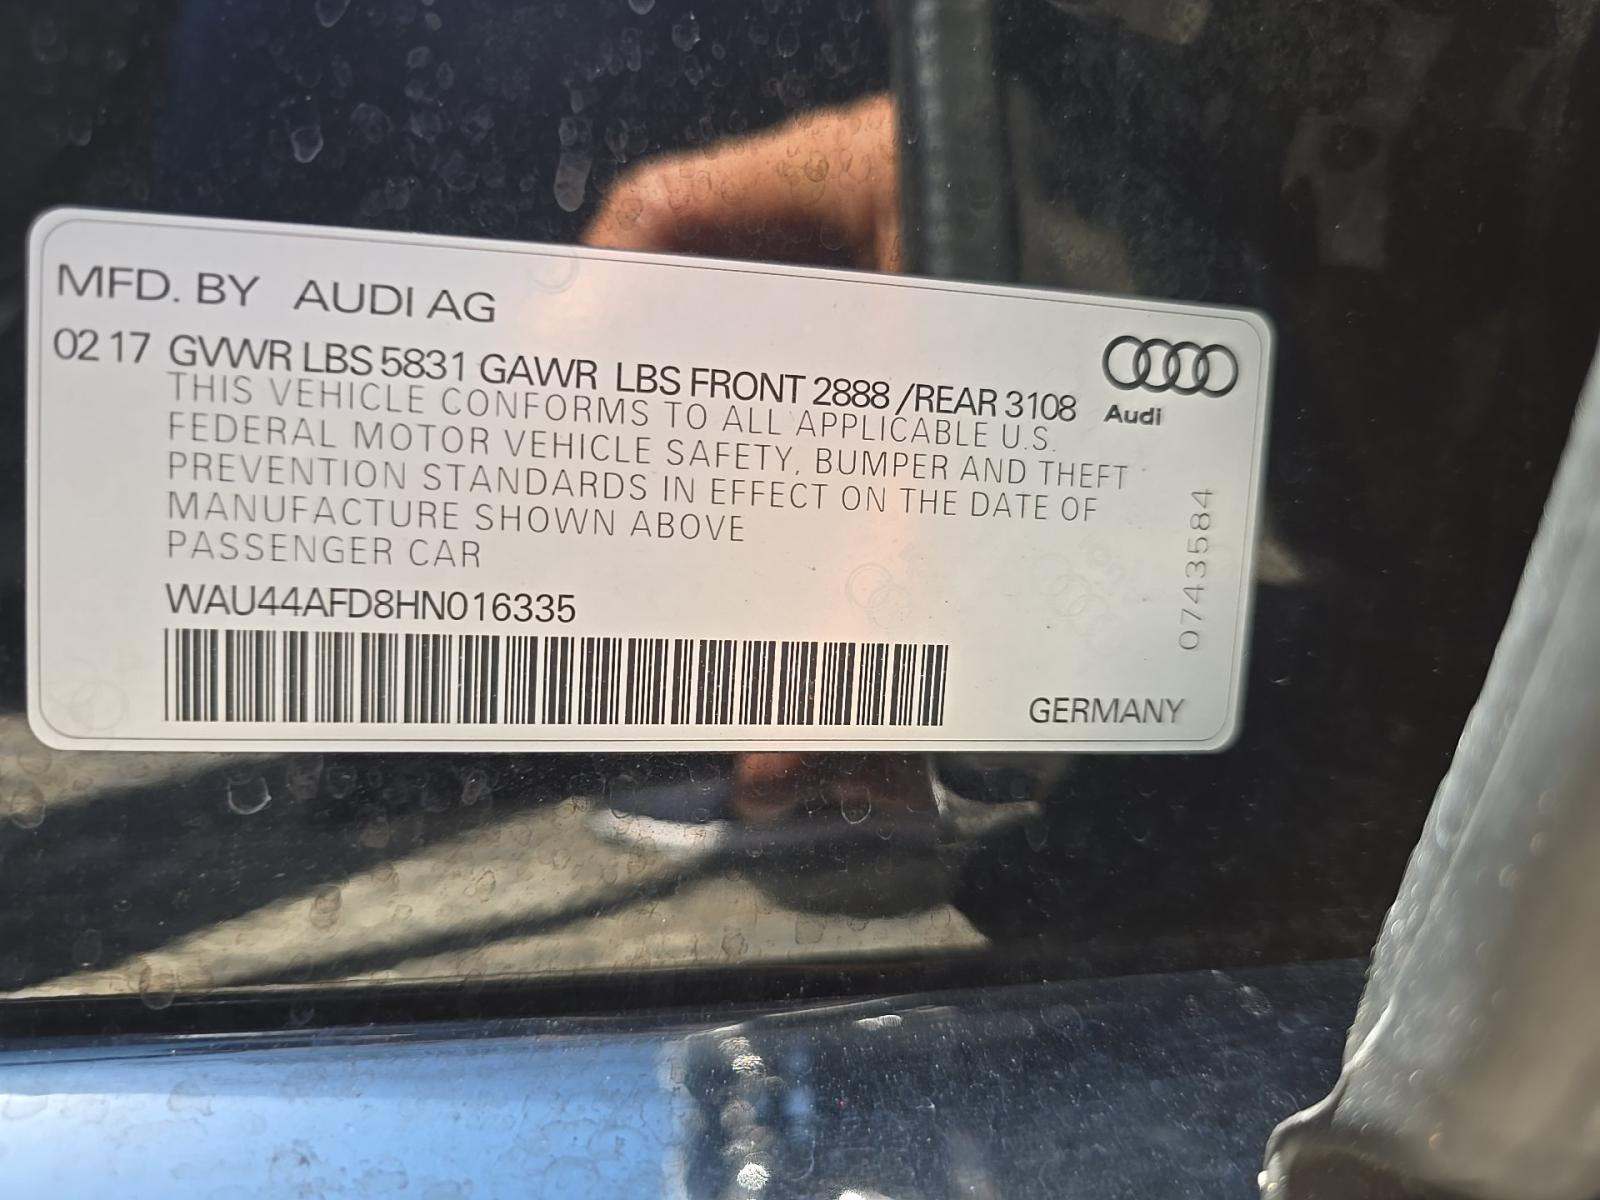 MFD. BY AUDI AG
02 17 GVWR LBS 5831 GAWR LBS FRONT 2888 /REAR 3108
THIS VEHICLE CONFORMS TO ALL APPLICABLE U.S.
FEDERAL MOTOR VEHICLE SAFETY, BUMPER AND THEFT
PREVENTION STANDARDS IN EFFECT ON THE DATE OF
MANUFACTURE SHOWN ABOVE
PASSENGER CAR
WAU44AFD8HN016335
Audi
0743584
GERMANY